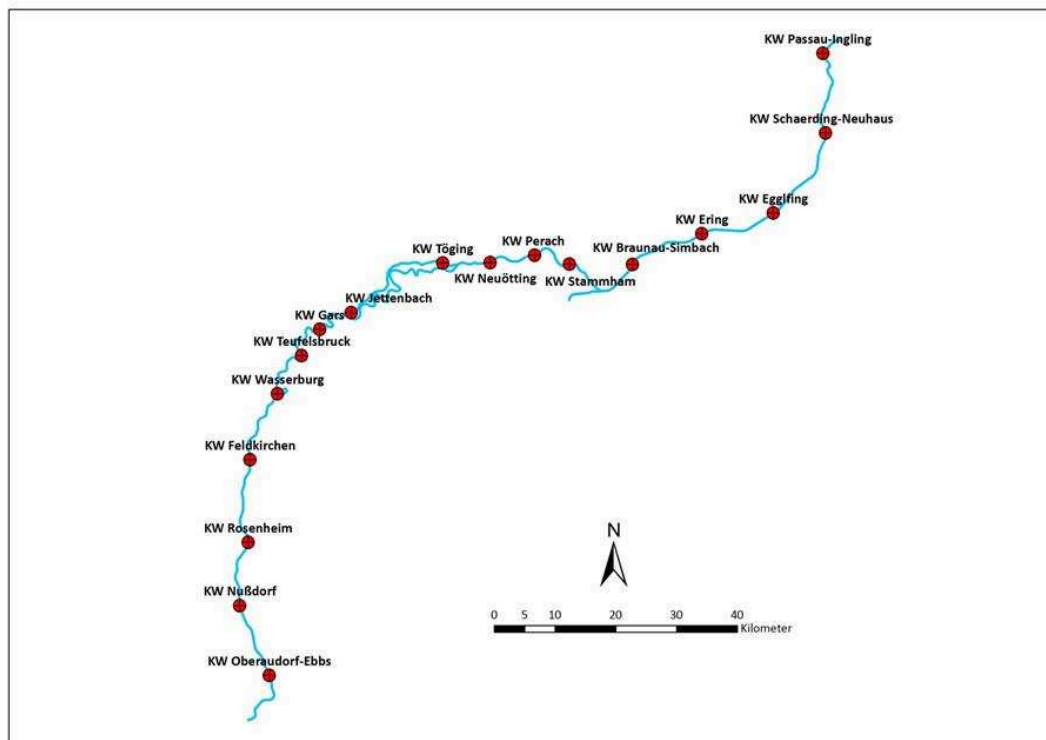 KW Passau-Ingling
KW Schaerding-Neuhaus
KW Egglfing
KW Ering
KW Perach
KW Töging
KW Braunau-Simbach
KW Neuötting
KW Stammham
KW Jettenbach
KW Gars
KW Teufelsbruck
KW Wasserburg
KW Feldkirchen
KW Rosenheim
KW Nußdorf
KW Oberaudorf-Ebbs
N
0 5 10 20 30 40
Kilometer